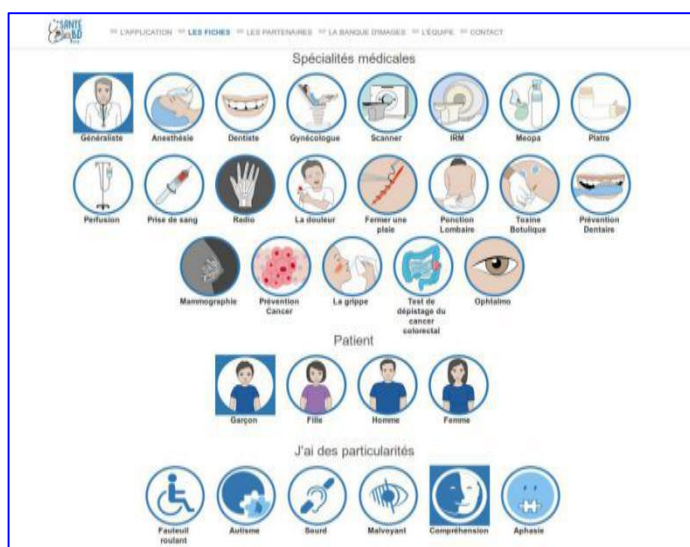 SANTÉ
BD
L'APPLICATION LES FICHES LES PARTENAIRES LA BANQUE D'IMAGES L'ÉQUIPE CONTACT
Spécialités médicales
Généraliste Anesthésie Dentiste Gynécologue Scanner IRM Meopa Platre
Perfusion Prise de sang Radio La douleur Fermer une plaie Ponction Lombaire Toxine Botulique Prévention Dentaire
Mammographie Prévention Cancer La grippe Test de dépistage du cancer colorectal Ophtalmo
Patient
Garçon Fille Homme Femme
J'ai des particularités
Fauteuil roulant Autisme Sourd Malvoyant Compréhension Aphasie